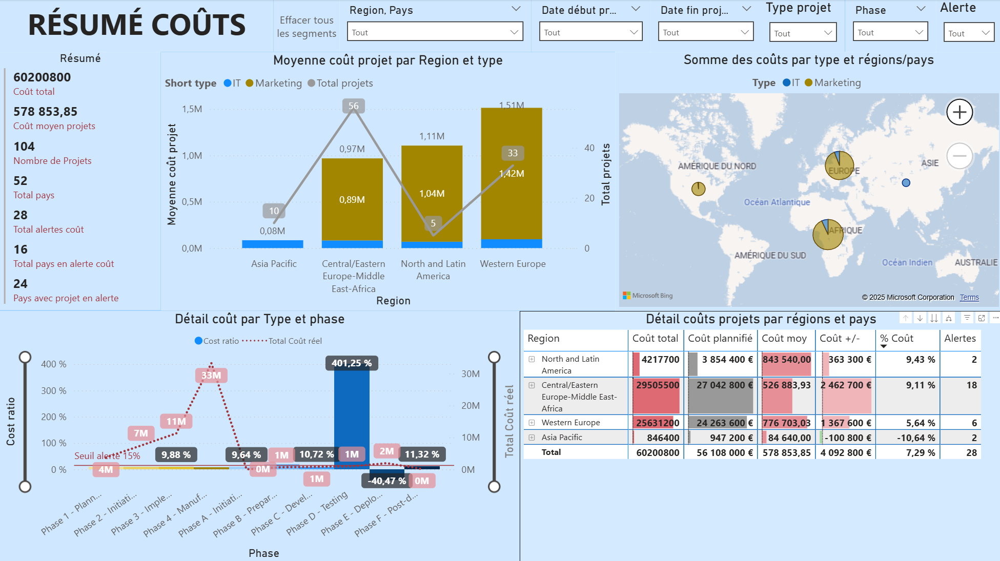 RÉSUMÉ COÛTS
Effacer tous
les segments
Region, Pays
Tout
Date début pr...
Tout
Date fin proj...
Tout
Type projet
Tout
Phase
Tout
Alerte
Tout
Résumé
60200800
Coût total
578 853,85
Coût moyen projets
104
Nombre de Projets
52
Total pays
28
Total alertes coût
16
Total pays en alerte coût
24
Pays avec projet en alerte
Moyenne coût projet par Region et type
Short type IT Marketing Total projets
Moyenne coût projet
1,5M
1,0M
0,5M
0,0M
56
1,51M
1,11M
0,97M
33
1,42M
1,04M
0,89M
10
5
0,08M
40
20
0
Total projets
Asia Pacific
Central/Eastern
Europe-Middle
East-Africa
North and Latin
America
Western Europe
Region
Somme des coûts par type et régions/pays
Type IT Marketing
AMÉRIQUE DU NORD
EUROPE
ASIE
Océan Atlantique
AFRIQUE
AMÉRIQUE DU SUD
Océan Indien
AUSTRALIE
Microsoft Bing
© 2025 Microsoft Corporation Terms
Détail coût par Type et phase
Cost ratio Total Coût réel
Cost ratio
400 %
300 %
200 %
100 %
0 %
Seuil alerte 15%
401,25 %
33M
11M
7M
4M
9,88 %
9,64 %
0M
1M
10,72 %
1M
1M
2M
-40,47 %
11,32 %
0M
30M
20M
10M
0M
Total Coût réel
Phase 1 - Plann...
Phase 2 - Initiati...
Phase 3 - Imple...
Phase 4 - Manuf...
Phase A - Initiati...
Phase B - Prepar...
Phase C - Devel...
Phase D - Testing
Phase E - Deplo...
Phase F - Post-d...
Phase
Détail coûts projets par régions et pays
Region Coût total Coût plannifié Coût moy Coût +/- % Coût Alertes
North and Latin America 4217700 3 854 400 € 843 540,00 363 300 € 9,43 % 2
Central/Eastern Europe-Middle East-Africa 29505500 27 042 800 € 526 883,93 2 462 700 € 9,11 % 18
Western Europe 25631200 24 263 600 € 776 703,03 1 367 600 € 5,64 % 6
Asia Pacific 846400 947 200 € 84 640,00 -100 800 € -10,64 % 2
Total 60200800 56 108 000 € 578 853,85 4 092 800 € 7,29 % 28